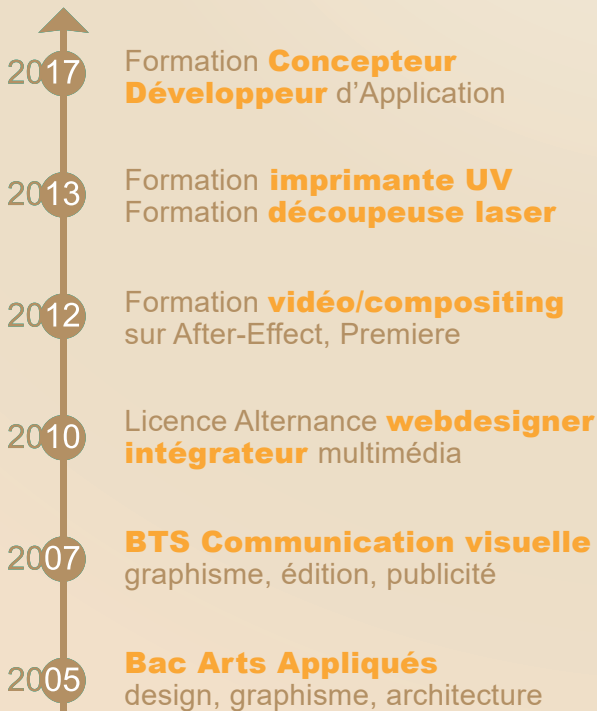 2017
Formation Concepteur
Développeur d'Application
2013
Formation imprimante UV
Formation découpeuse laser
2012
Formation vidéo/compositing
sur After-Effect, Premiere
2010
Licence Alternance webdesigner
intégrateur multimédia
2007
BTS Communication visuelle
graphisme, édition, publicité
2005
Bac Arts Appliqués
design, graphisme, architecture